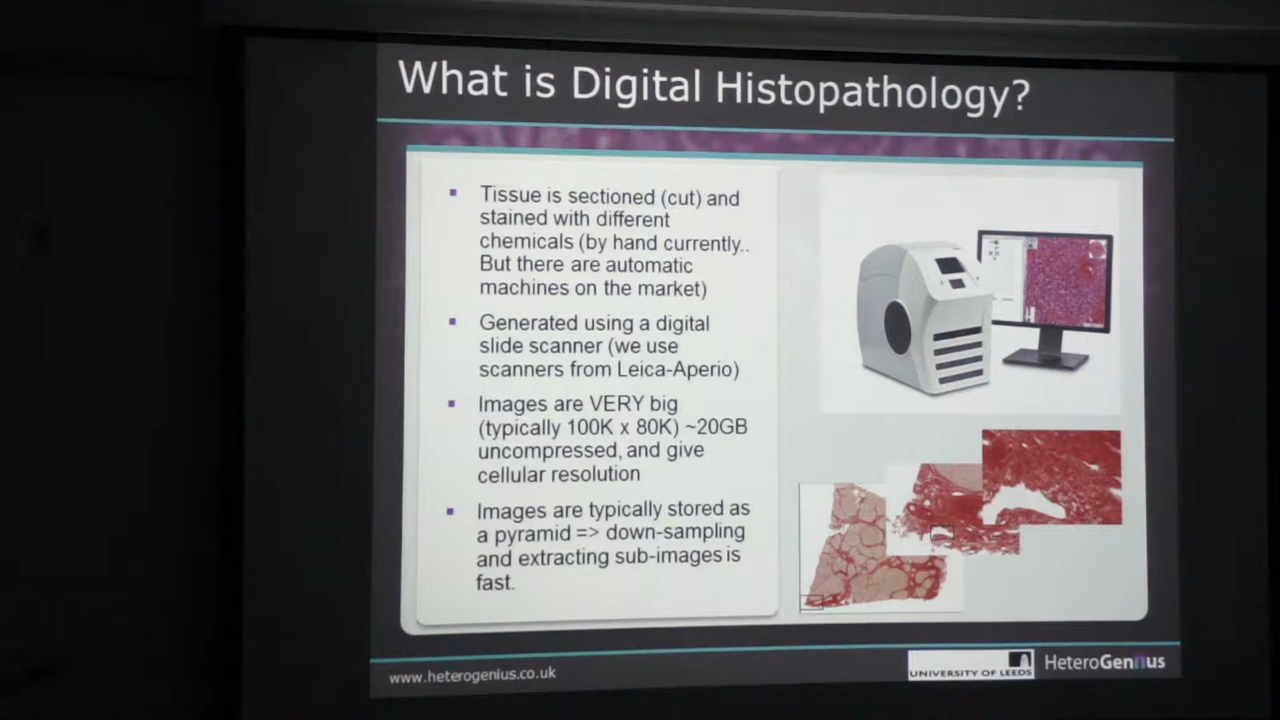 What is Digital Histopathology?
Tissue is sectioned (cut) and
stained with different
chemicals (by hand currently..
But there are automatic
machines on the market)
Generated using a digital
slide scanner (we use
scanners from Leica-Aperio)
Images are VERY big
(typically 100K x 80K) ~20GB
uncompressed, and give
cellular resolution
Images are typically stored as
a pyramid => down-sampling
and extracting sub-images is
fast.
www.heterogenius.co.uk
UNIVERSITY OF LEEDS
HeteroGenius